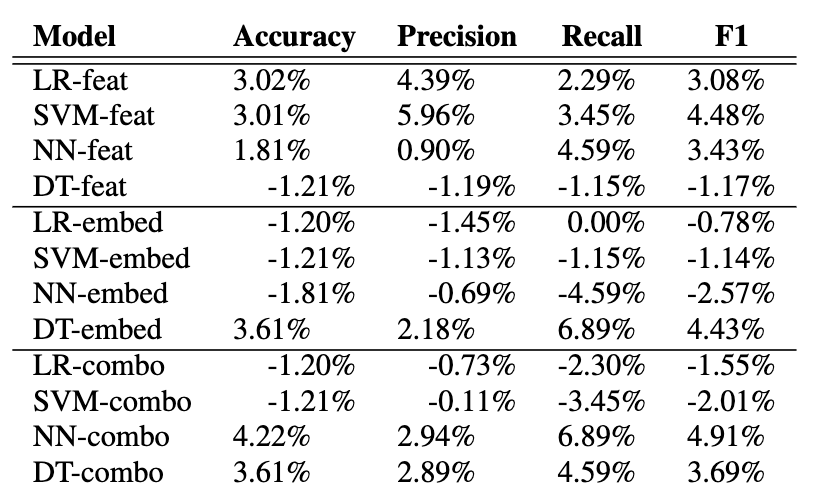 Model Accuracy Precision Recall F1
LR-feat 3.02% 4.39% 2.29% 3.08%
SVM-feat 3.01% 5.96% 3.45% 4.48%
NN-feat 1.81% 0.90% 4.59% 3.43%
DT-feat -1.21% -1.19% -1.15% -1.17%
LR-embed -1.20% -1.45% 0.00% -0.78%
SVM-embed -1.21% -1.13% -1.15% -1.14%
NN-embed -1.81% -0.69% -4.59% -2.57%
DT-embed 3.61% 2.18% 6.89% 4.43%
LR-combo -1.20% -0.73% -2.30% -1.55%
SVM-combo -1.21% -0.11% -3.45% -2.01%
NN-combo 4.22% 2.94% 6.89% 4.91%
DT-combo 3.61% 2.89% 4.59% 3.69%